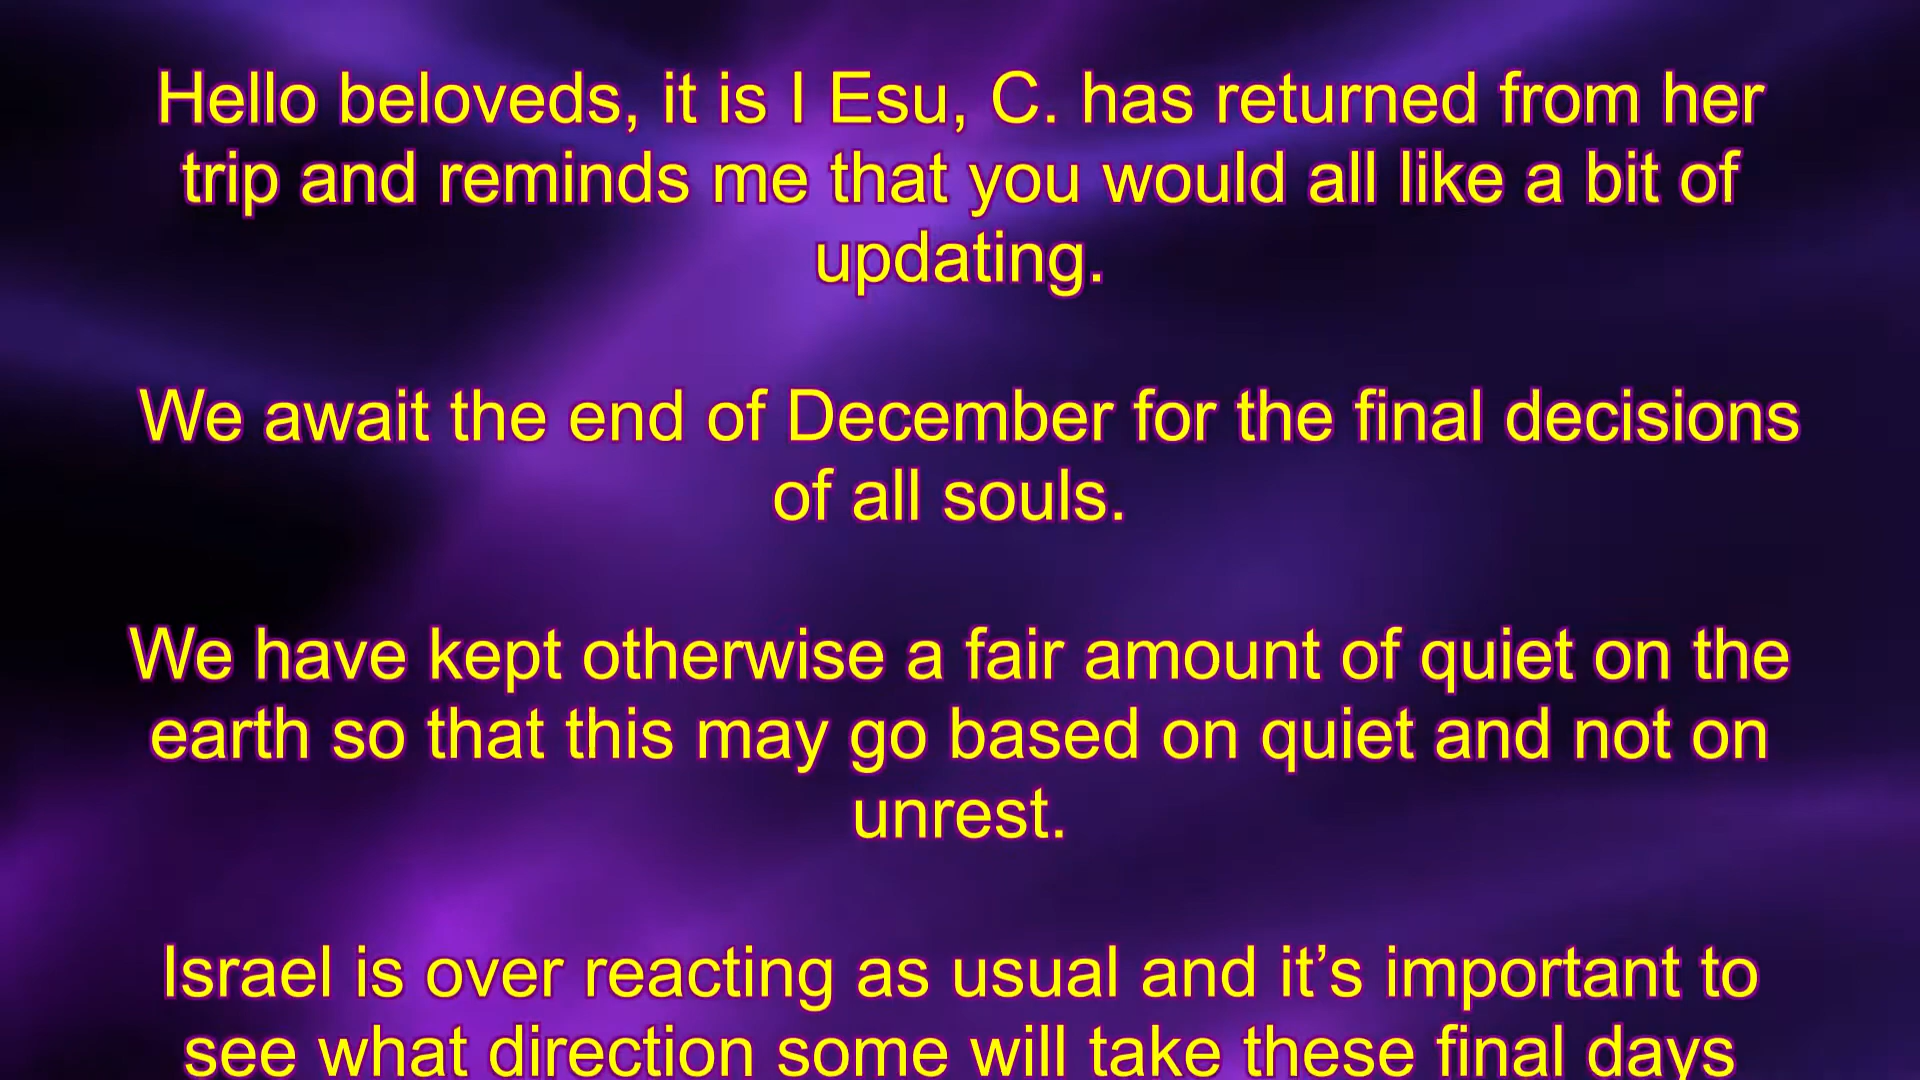 Hello beloveds, it is I Esu, C. has returned from her
trip and reminds me that you would all like a bit of
updating.
We await the end of December for the final decisions
of all souls.
We have kept otherwise a fair amount of quiet on the
earth so that this may go based on quiet and not on
unrest.
Israel is over reacting as usual and it’s important to
see what direction some will take these final days